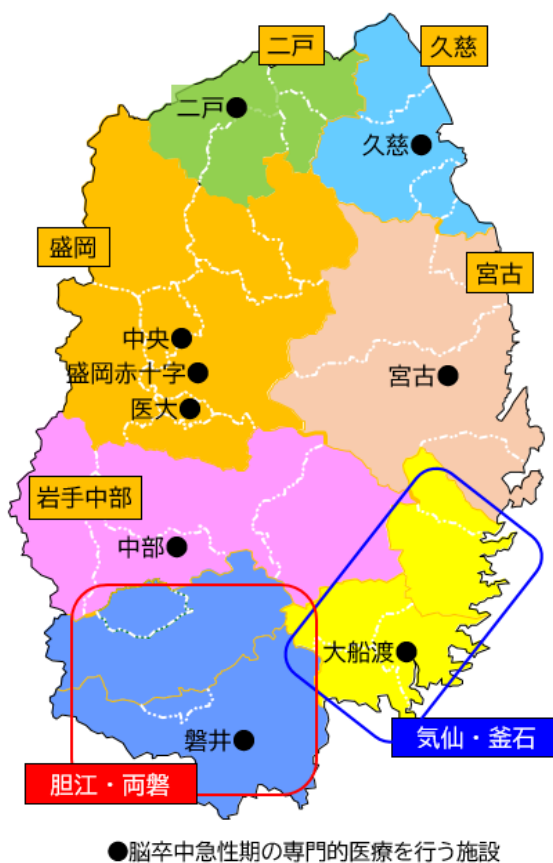 二戸
久慈
二戸●
久慈●
盛岡
宮古
中央●
盛岡赤十字●
医大●
宮古●
岩手中部
中部●
大船渡●
気仙・釜石
磐井●
胆江・両磐
●脳卒中急性期の専門的医療を行う施設